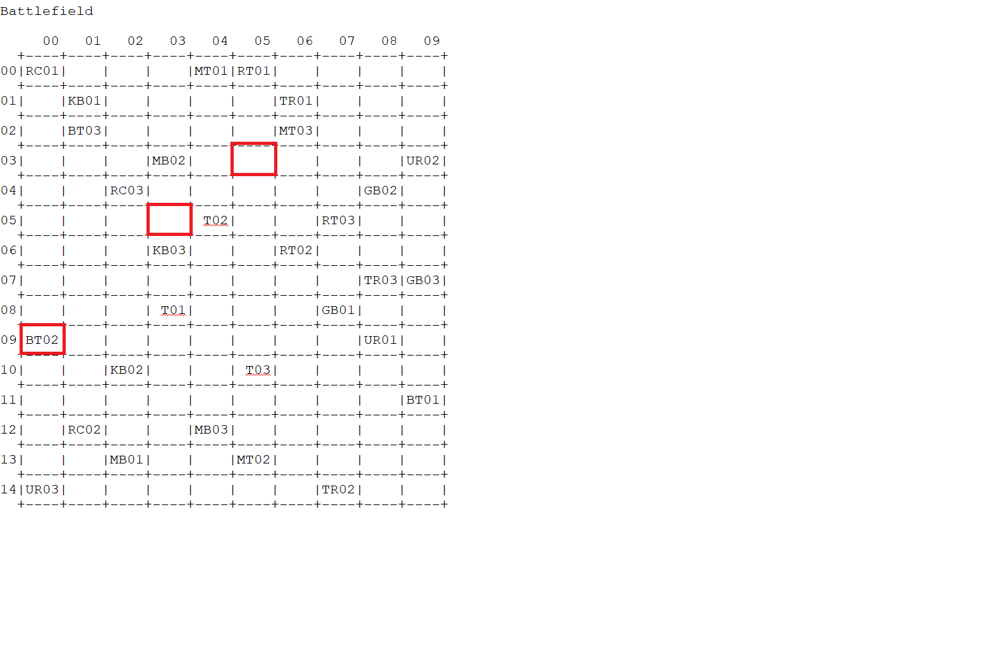 Battlefield
     00   01   02   03   04   05   06   07   08   09
  +----+----+----+----+----+----+----+----+----+----+
00|RC01|    |    |    |MT01|RT01|    |    |    |    |
  +----+----+----+----+----+----+----+----+----+----+
01|    |KB01|    |    |    |    |TR01|    |    |    |
  +----+----+----+----+----+----+----+----+----+----+
02|    |BT03|    |    |    |    |MT03|    |    |    |
  +----+----+----+----+----+----+----+----+----+----+
03|    |    |    |MB02|    |    |    |    |    |UR02|
  +----+----+----+----+----+----+----+----+----+----+
04|    |    |RC03|    |    |    |    |    |GB02|    |
  +----+----+----+----+----+----+----+----+----+----+
05|    |    |    |    | T02|    |    |RT03|    |    |
  +----+----+----+----+----+----+----+----+----+----+
06|    |    |    |KB03|    |    |RT02|    |    |    |
  +----+----+----+----+----+----+----+----+----+----+
07|    |    |    |    |    |    |    |    |TR03|GB03|
  +----+----+----+----+----+----+----+----+----+----+
08|    |    |    | T01|    |    |    |GB01|    |    |
  +----+----+----+----+----+----+----+----+----+----+
09|BT02|    |    |    |    |    |    |    |UR01|    |
  +----+----+----+----+----+----+----+----+----+----+
10|    |    |KB02|    |    | T03|    |    |    |    |
  +----+----+----+----+----+----+----+----+----+----+
11|    |    |    |    |    |    |    |    |    |BT01|
  +----+----+----+----+----+----+----+----+----+----+
12|    |RC02|    |    |MB03|    |    |    |    |    |
  +----+----+----+----+----+----+----+----+----+----+
13|    |    |MB01|    |    |MT02|    |    |    |    |
  +----+----+----+----+----+----+----+----+----+----+
14|UR03|    |    |    |    |    |    |TR02|    |    |
  +----+----+----+----+----+----+----+----+----+----+